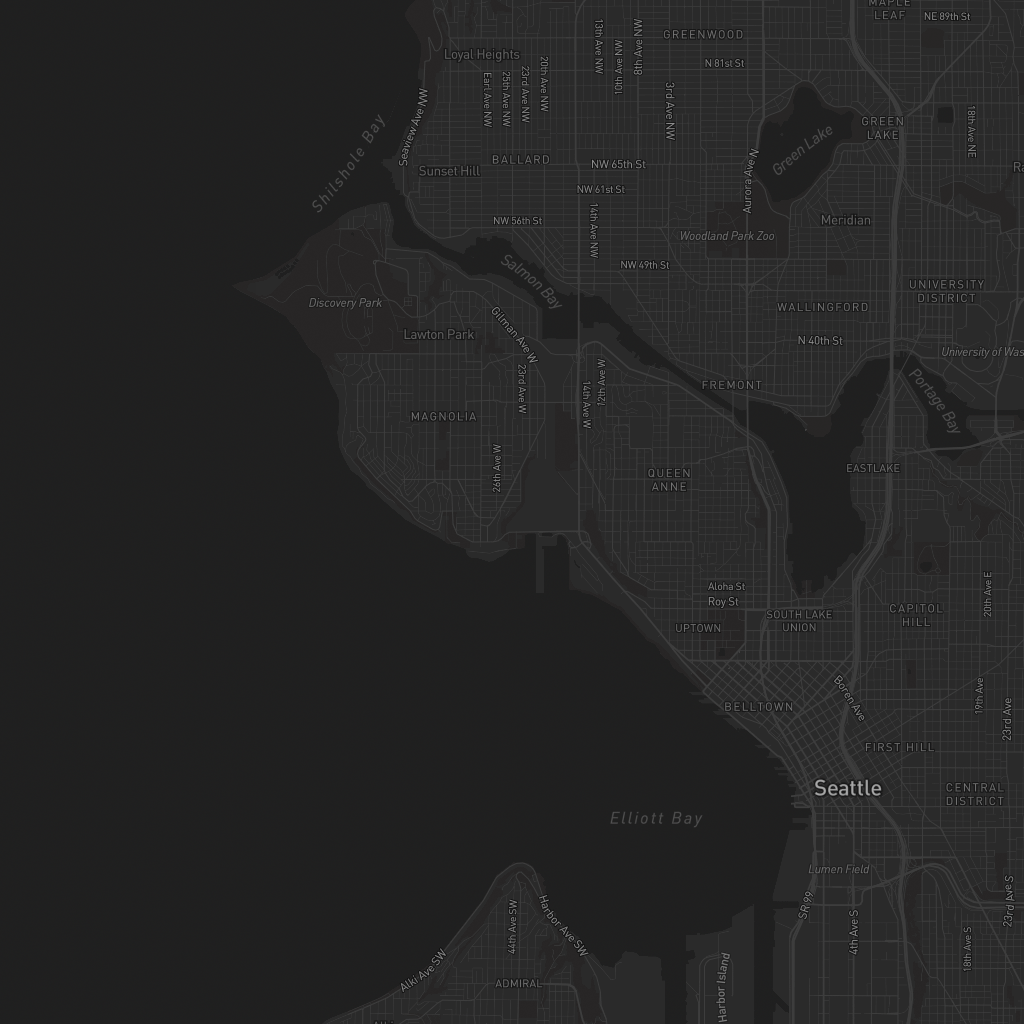 MAPLE
LEAF
NE 89th St
GREENWOOD
13th Ave NW
10th Ave NW
8th Ave NW
Loyal Heights
N 81st St
Earl Ave NW
25th Ave NW
23rd Ave NW
20th Ave NW
3rd Ave NW
Seaview Ave NW
Shilshole Bay
GREEN
LAKE
Green Lake
18th Ave NE
BALLARD
NW 65th St
Sunset Hill
NW 61st St
Aurora Ave N
NW 56th St
14th Ave NW
Meridian
Woodland Park Zoo
NW 49th St
Salmon Bay
UNIVERSITY
DISTRICT
Discovery Park
WALLINGFORD
Lawton Park
Gilman Ave W
N 40th St
University of Was
23rd Ave W
14th Ave W
12th Ave W
FREMONT
Portage Bay
MAGNOLIA
26th Ave W
QUEEN
ANNE
EASTLAKE
Aloha St
Roy St
20th Ave E
SOUTH LAKE
UNION
CAPITOL
HILL
UPTOWN
BELLTOWN
Boren Ave
19th Ave
23rd Ave
FIRST HILL
Seattle
CENTRAL
DISTRICT
Elliott Bay
Lumen Field
SR 99
4th Ave S
18th Ave S
23rd Ave S
44th Ave SW
Harbor Ave SW
Alki Ave SW
ADMIRAL
Harbor Island